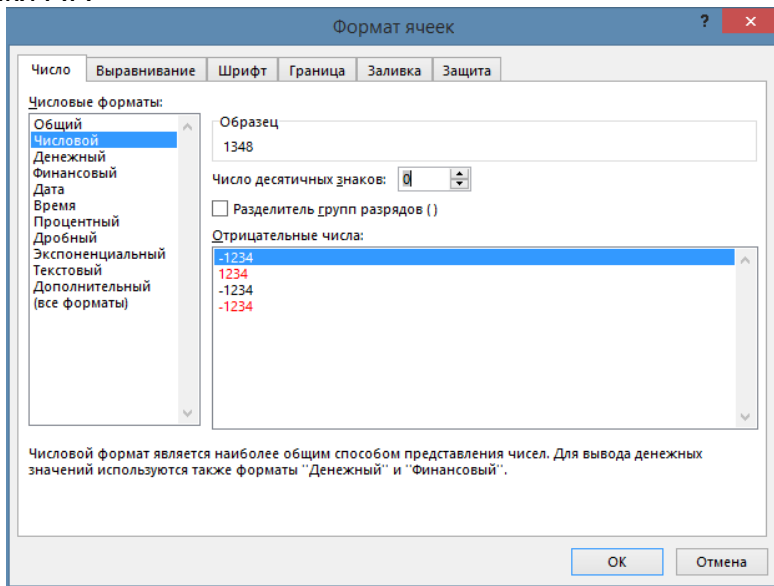 Формат ячеек
?
Число Выравнивание Шрифт Граница Заливка Защита
Числовые форматы:
Общий
Числовой
Денежный
Финансовый
Дата
Время
Процентный
Дробный
Экспоненциальный
Текстовый
Дополнительный
(все форматы)
Образец
1348
Число десятичных знаков: 0
Разделитель групп разрядов ( )
Отрицательные числа:
-1234
1234
-1234
-1234
Числовой формат является наиболее общим способом представления чисел. Для вывода денежных
значений используются также форматы "Денежный" и "Финансовый".
ОК Отмена